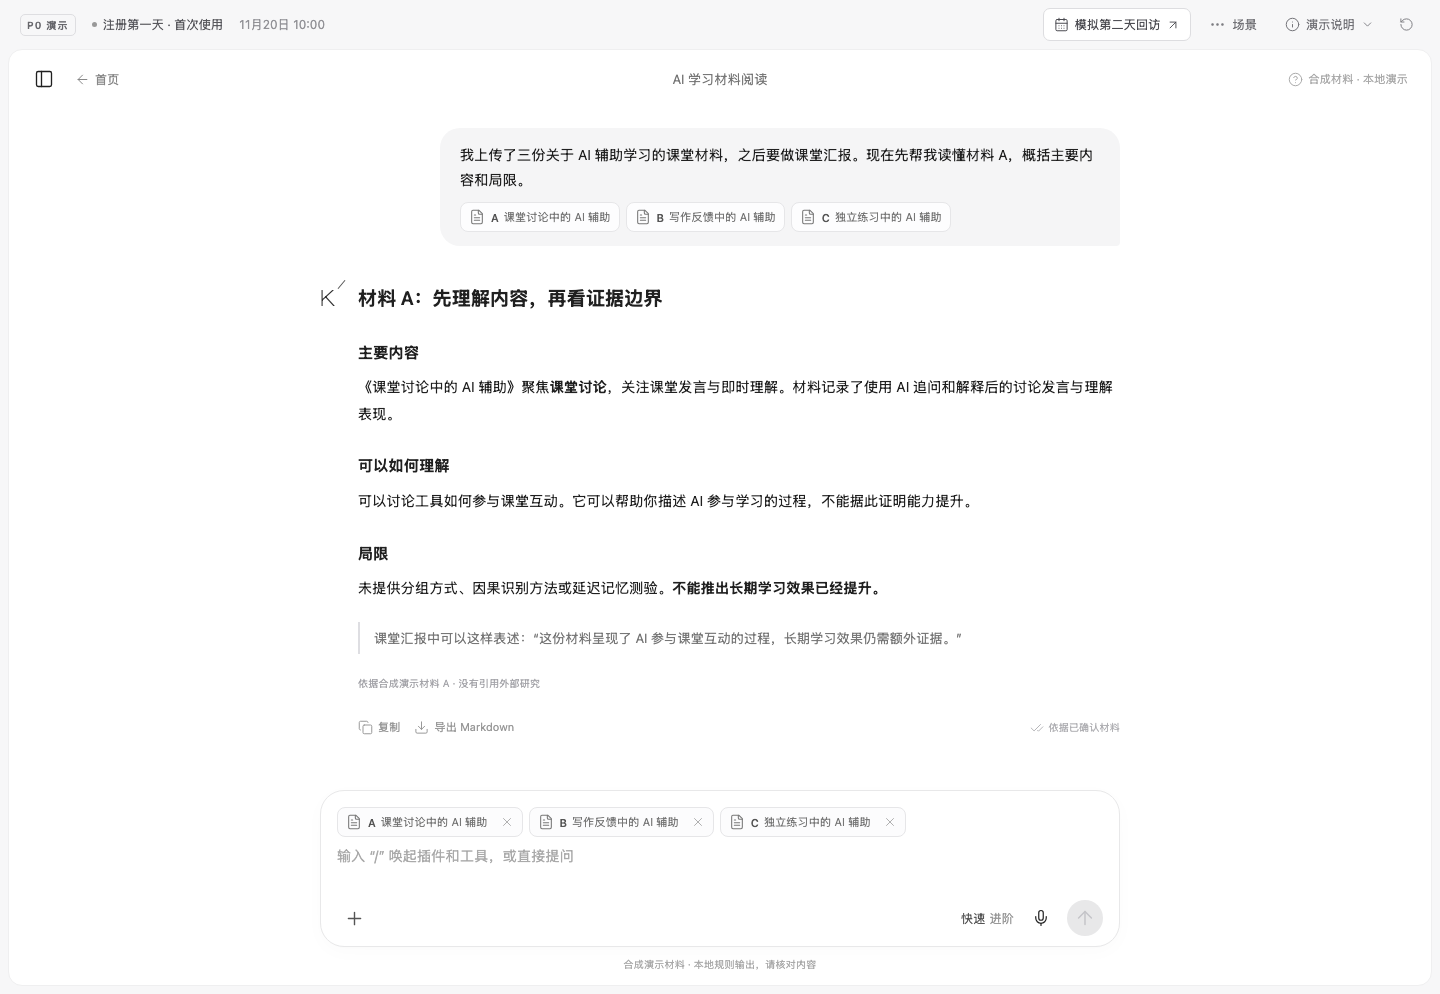 P0 演示
注册第一天 · 首次使用
11月20日 10:00
模拟第二天回访
场景
演示说明
首页
AI 学习材料阅读
合成材料 · 本地演示
我上传了三份关于 AI 辅助学习的课堂材料，之后要做课堂汇报。现在先帮我读懂材料 A，概括主要内
容和局限。
A 课堂讨论中的 AI 辅助
B 写作反馈中的 AI 辅助
C 独立练习中的 AI 辅助
K
材料 A：先理解内容，再看证据边界
主要内容
《课堂讨论中的 AI 辅助》聚焦课堂讨论，关注课堂发言与即时理解。材料记录了使用 AI 追问和解释后的讨论发言与理解
表现。
可以如何理解
可以讨论工具如何参与课堂互动。它可以帮助你描述 AI 参与学习的过程，不能据此证明能力提升。
局限
未提供分组方式、因果识别方法或延迟记忆测验。不能推出长期学习效果已经提升。
课堂汇报中可以这样表述：“这份材料呈现了 AI 参与课堂互动的过程，长期学习效果仍需额外证据。”
依据合成演示材料 A · 没有引用外部研究
复制
导出 Markdown
依据已确认材料
A 课堂讨论中的 AI 辅助
B 写作反馈中的 AI 辅助
C 独立练习中的 AI 辅助
输入 “/” 唤起插件和工具，或直接提问
快速 进阶
合成演示材料 · 本地规则输出，请核对内容